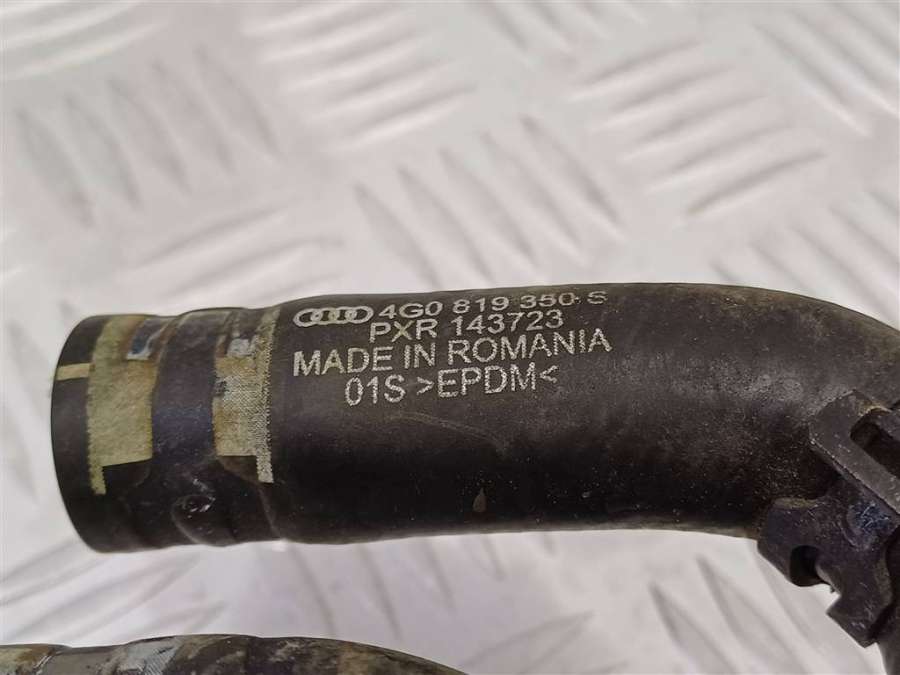 4G0 819 350 S
PXR 143723
MADE IN ROMANIA
01S >EPDM<